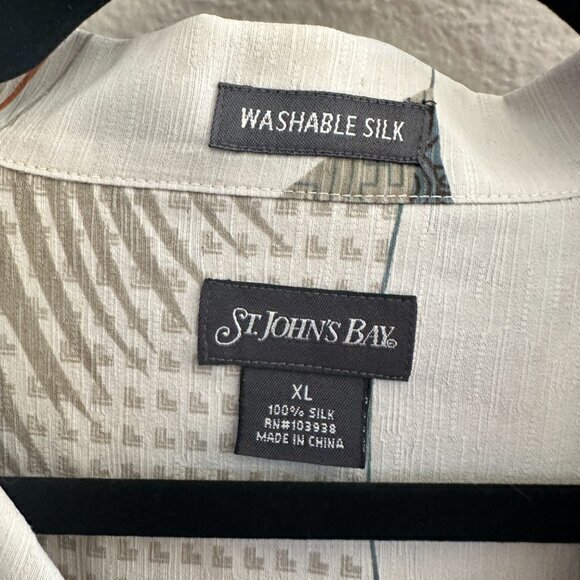 WASHABLE SILK
ST. JOHN'S BAY®
XL
100% SILK
RN#103938
MADE IN CHINA